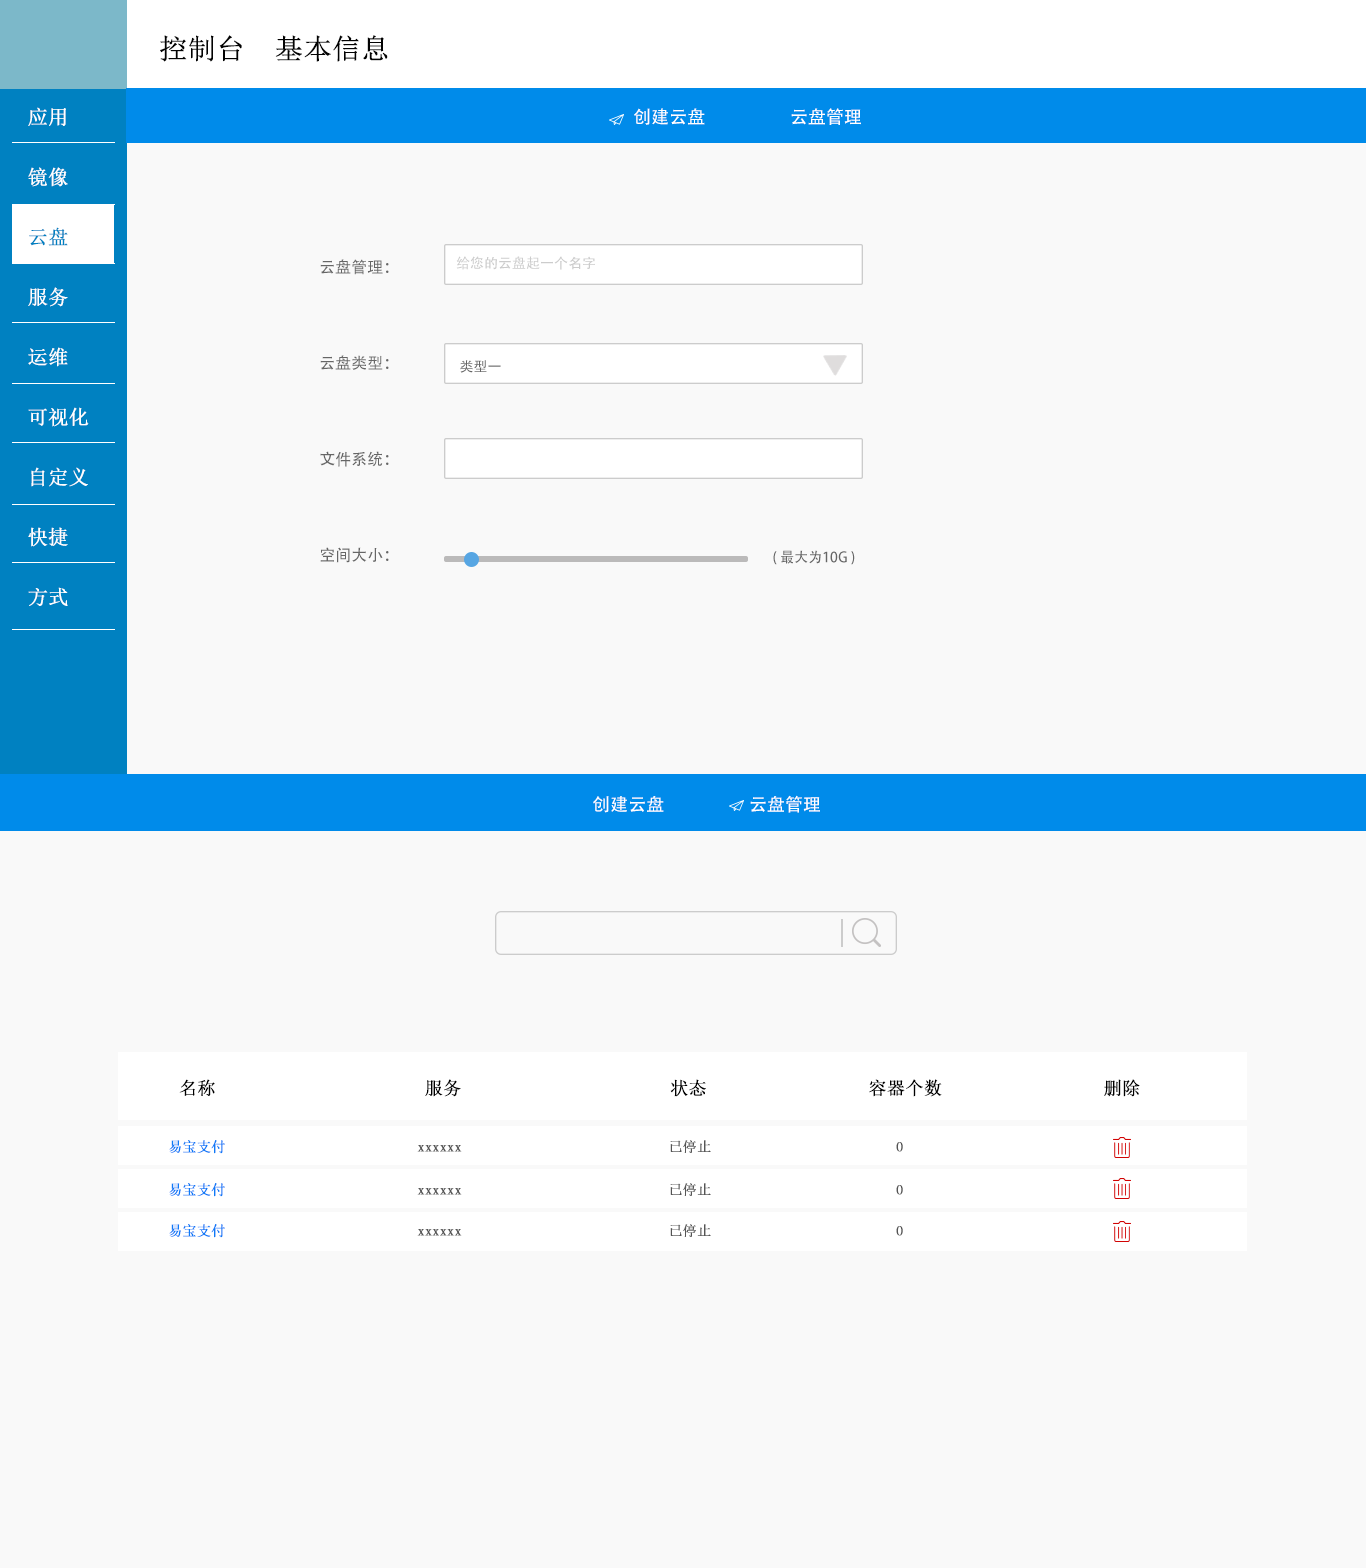 控制台 基本信息
应用
镜像
云盘
服务
运维
可视化
自定义
快捷
方式
创建云盘 云盘管理
云盘管理： 给您的云盘起一个名字
云盘类型： 类型一
文件系统：
空间大小： （最大为10G）
创建云盘 云盘管理
名称 服务 状态 容器个数 删除
易宝支付 xxxxxx 已停止 0
易宝支付 xxxxxx 已停止 0
易宝支付 xxxxxx 已停止 0